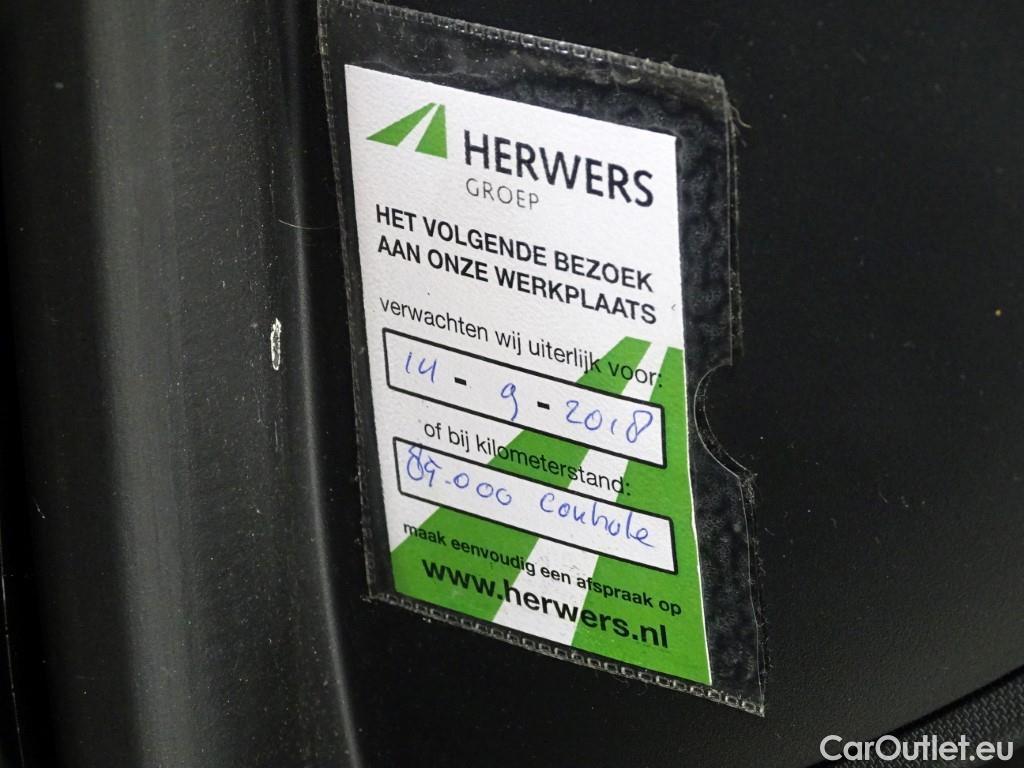 HERWERS
GROEP
HET VOLGENDE BEZOEK
AAN ONZE WERKPLAATS
verwachten wij uiterlijk voor:
14 - 9 - 2018
of bij kilometerstand:
85.000 controle
maak eenvoudig een afspraak op
www.herwers.nl
CarOutlet.eu